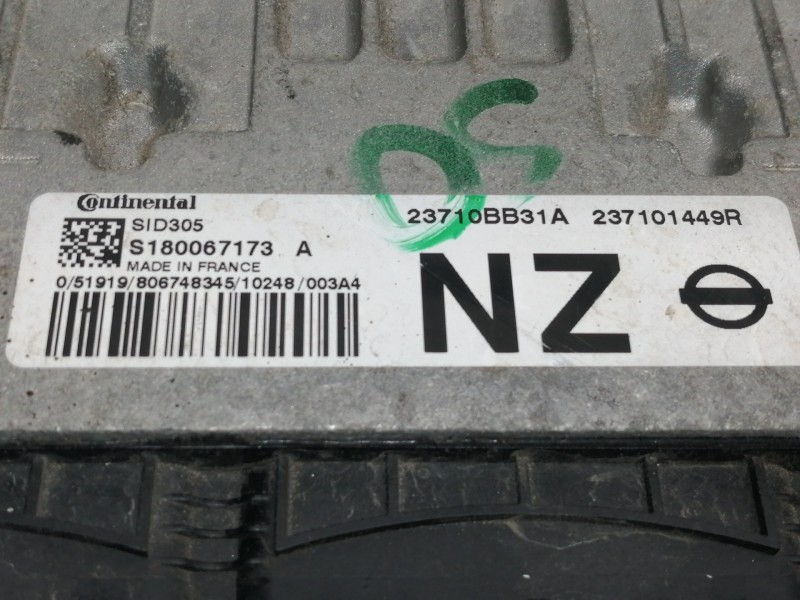 Continental
SID305
S180067173 A
MADE IN FRANCE
0/51919/806748345/10248/003A4
23710BB31A 237101449R
NZ